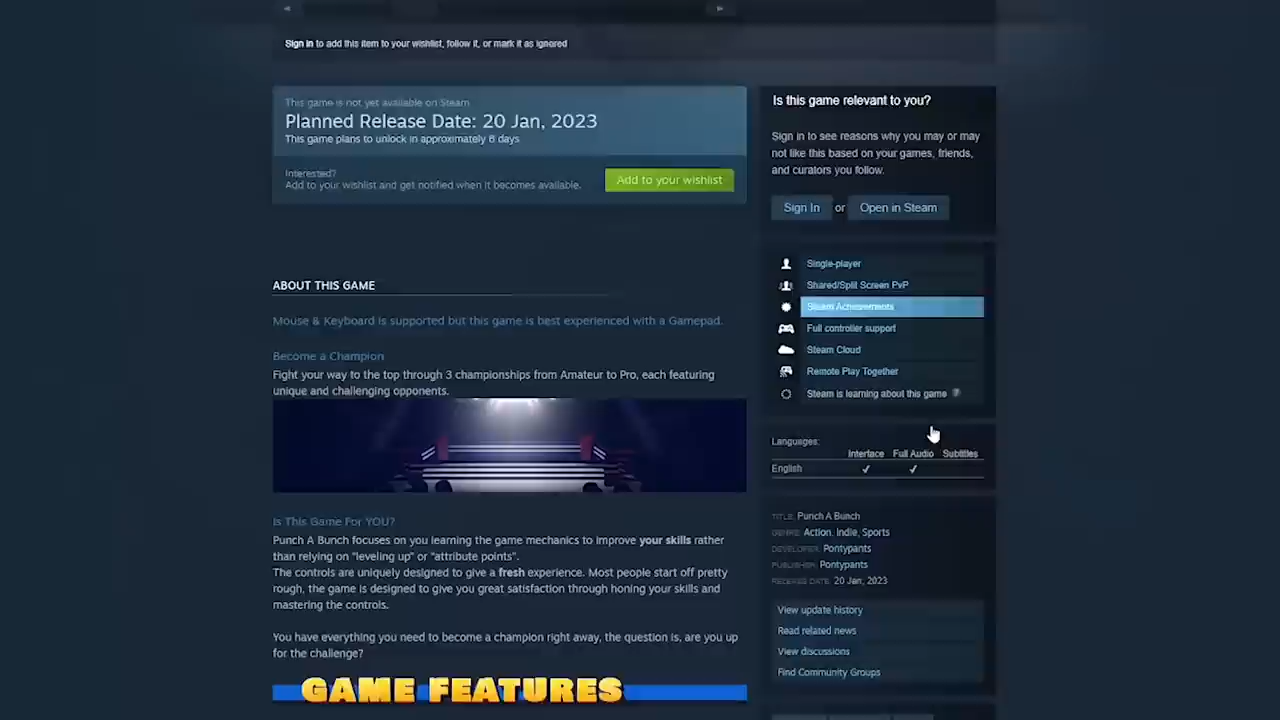 Sign in to add this item to your wishlist, follow it, or mark it as ignored
This game is not yet available on Steam
Planned Release Date: 20 Jan, 2023
This game plans to unlock in approximately 6 days
Interested?
Add to your wishlist and get notified when it becomes available.
Add to your wishlist
ABOUT THIS GAME
Mouse & Keyboard is supported but this game is best experienced with a Gamepad.
Become a Champion
Fight your way to the top through 3 championships from Amateur to Pro, each featuring
unique and challenging opponents.
Is This Game For YOU?
Punch A Bunch focuses on you learning the game mechanics to improve your skills rather
than relying on "leveling up" or "attribute points".
The controls are uniquely designed to give a fresh experience. Most people start off pretty
rough, the game is designed to give you great satisfaction through honing your skills and
mastering the controls.
You have everything you need to become a champion right away, the question is, are you up
for the challenge?
GAME FEATURES
Is this game relevant to you?
Sign in to see reasons why you may or may
not like this based on your games, friends,
and curators you follow.
Sign In or Open in Steam
Single-player
Shared/Split Screen PvP
Steam Achievements
Full controller support
Steam Cloud
Remote Play Together
Steam is learning about this game ?
Languages:
Interface Full Audio Subtitles
English ✓ ✓
TITLE: Punch A Bunch
GENRE: Action, Indie, Sports
DEVELOPER: Pontypants
PUBLISHER: Pontypants
RELEASE DATE: 20 Jan, 2023
View update history
Read related news
View discussions
Find Community Groups